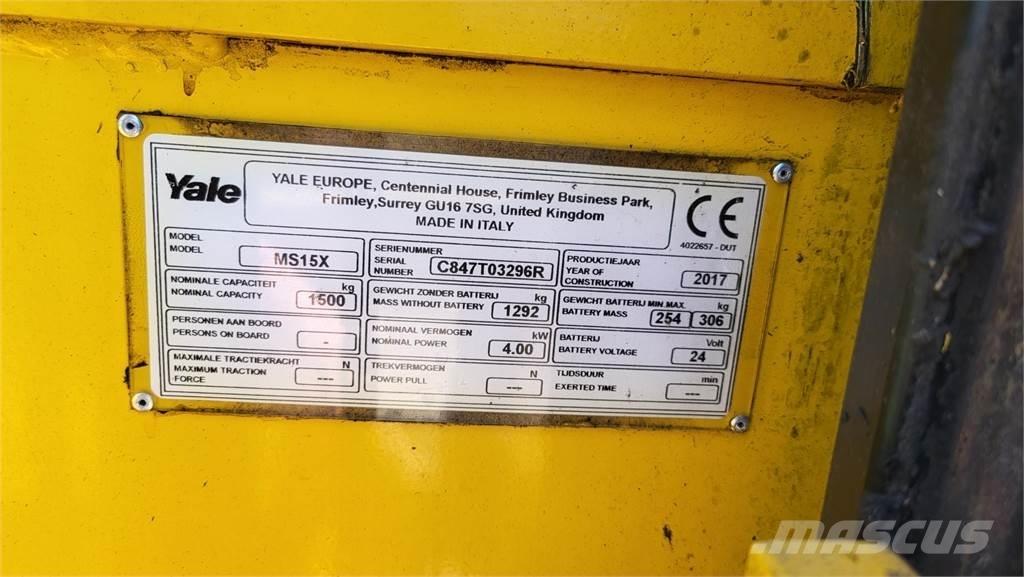 Yale
YALE EUROPE, Centennial House, Frimley Business Park,
Frimley,Surrey GU16 7SG, United Kingdom
MADE IN ITALY
CE
4022657 - DUT
MODEL
MODEL
MS15X
SERIENUMMER
SERIAL
NUMBER
C847T03296R
PRODUCTIEJAAR
YEAR OF
CONSTRUCTION
2017
NOMINALE CAPACITEIT kg
NOMINAL CAPACITY 1500
GEWICHT ZONDER BATTERIJ kg
MASS WITHOUT BATTERY 1292
GEWICHT BATTERIJ MIN.MAX. kg
BATTERY MASS 254 306
PERSONEN AAN BOORD
PERSONS ON BOARD -
NOMINAAL VERMOGEN kW
NOMINAL POWER 4.00
BATTERIJ Volt
BATTERY VOLTAGE 24
MAXIMALE TRACTIEKRACHT N
MAXIMUM TRACTION
FORCE ---
TREKVERMOGEN N
POWER PULL ---
TIJDSDUUR min
EXERTED TIME ---
MASCUS